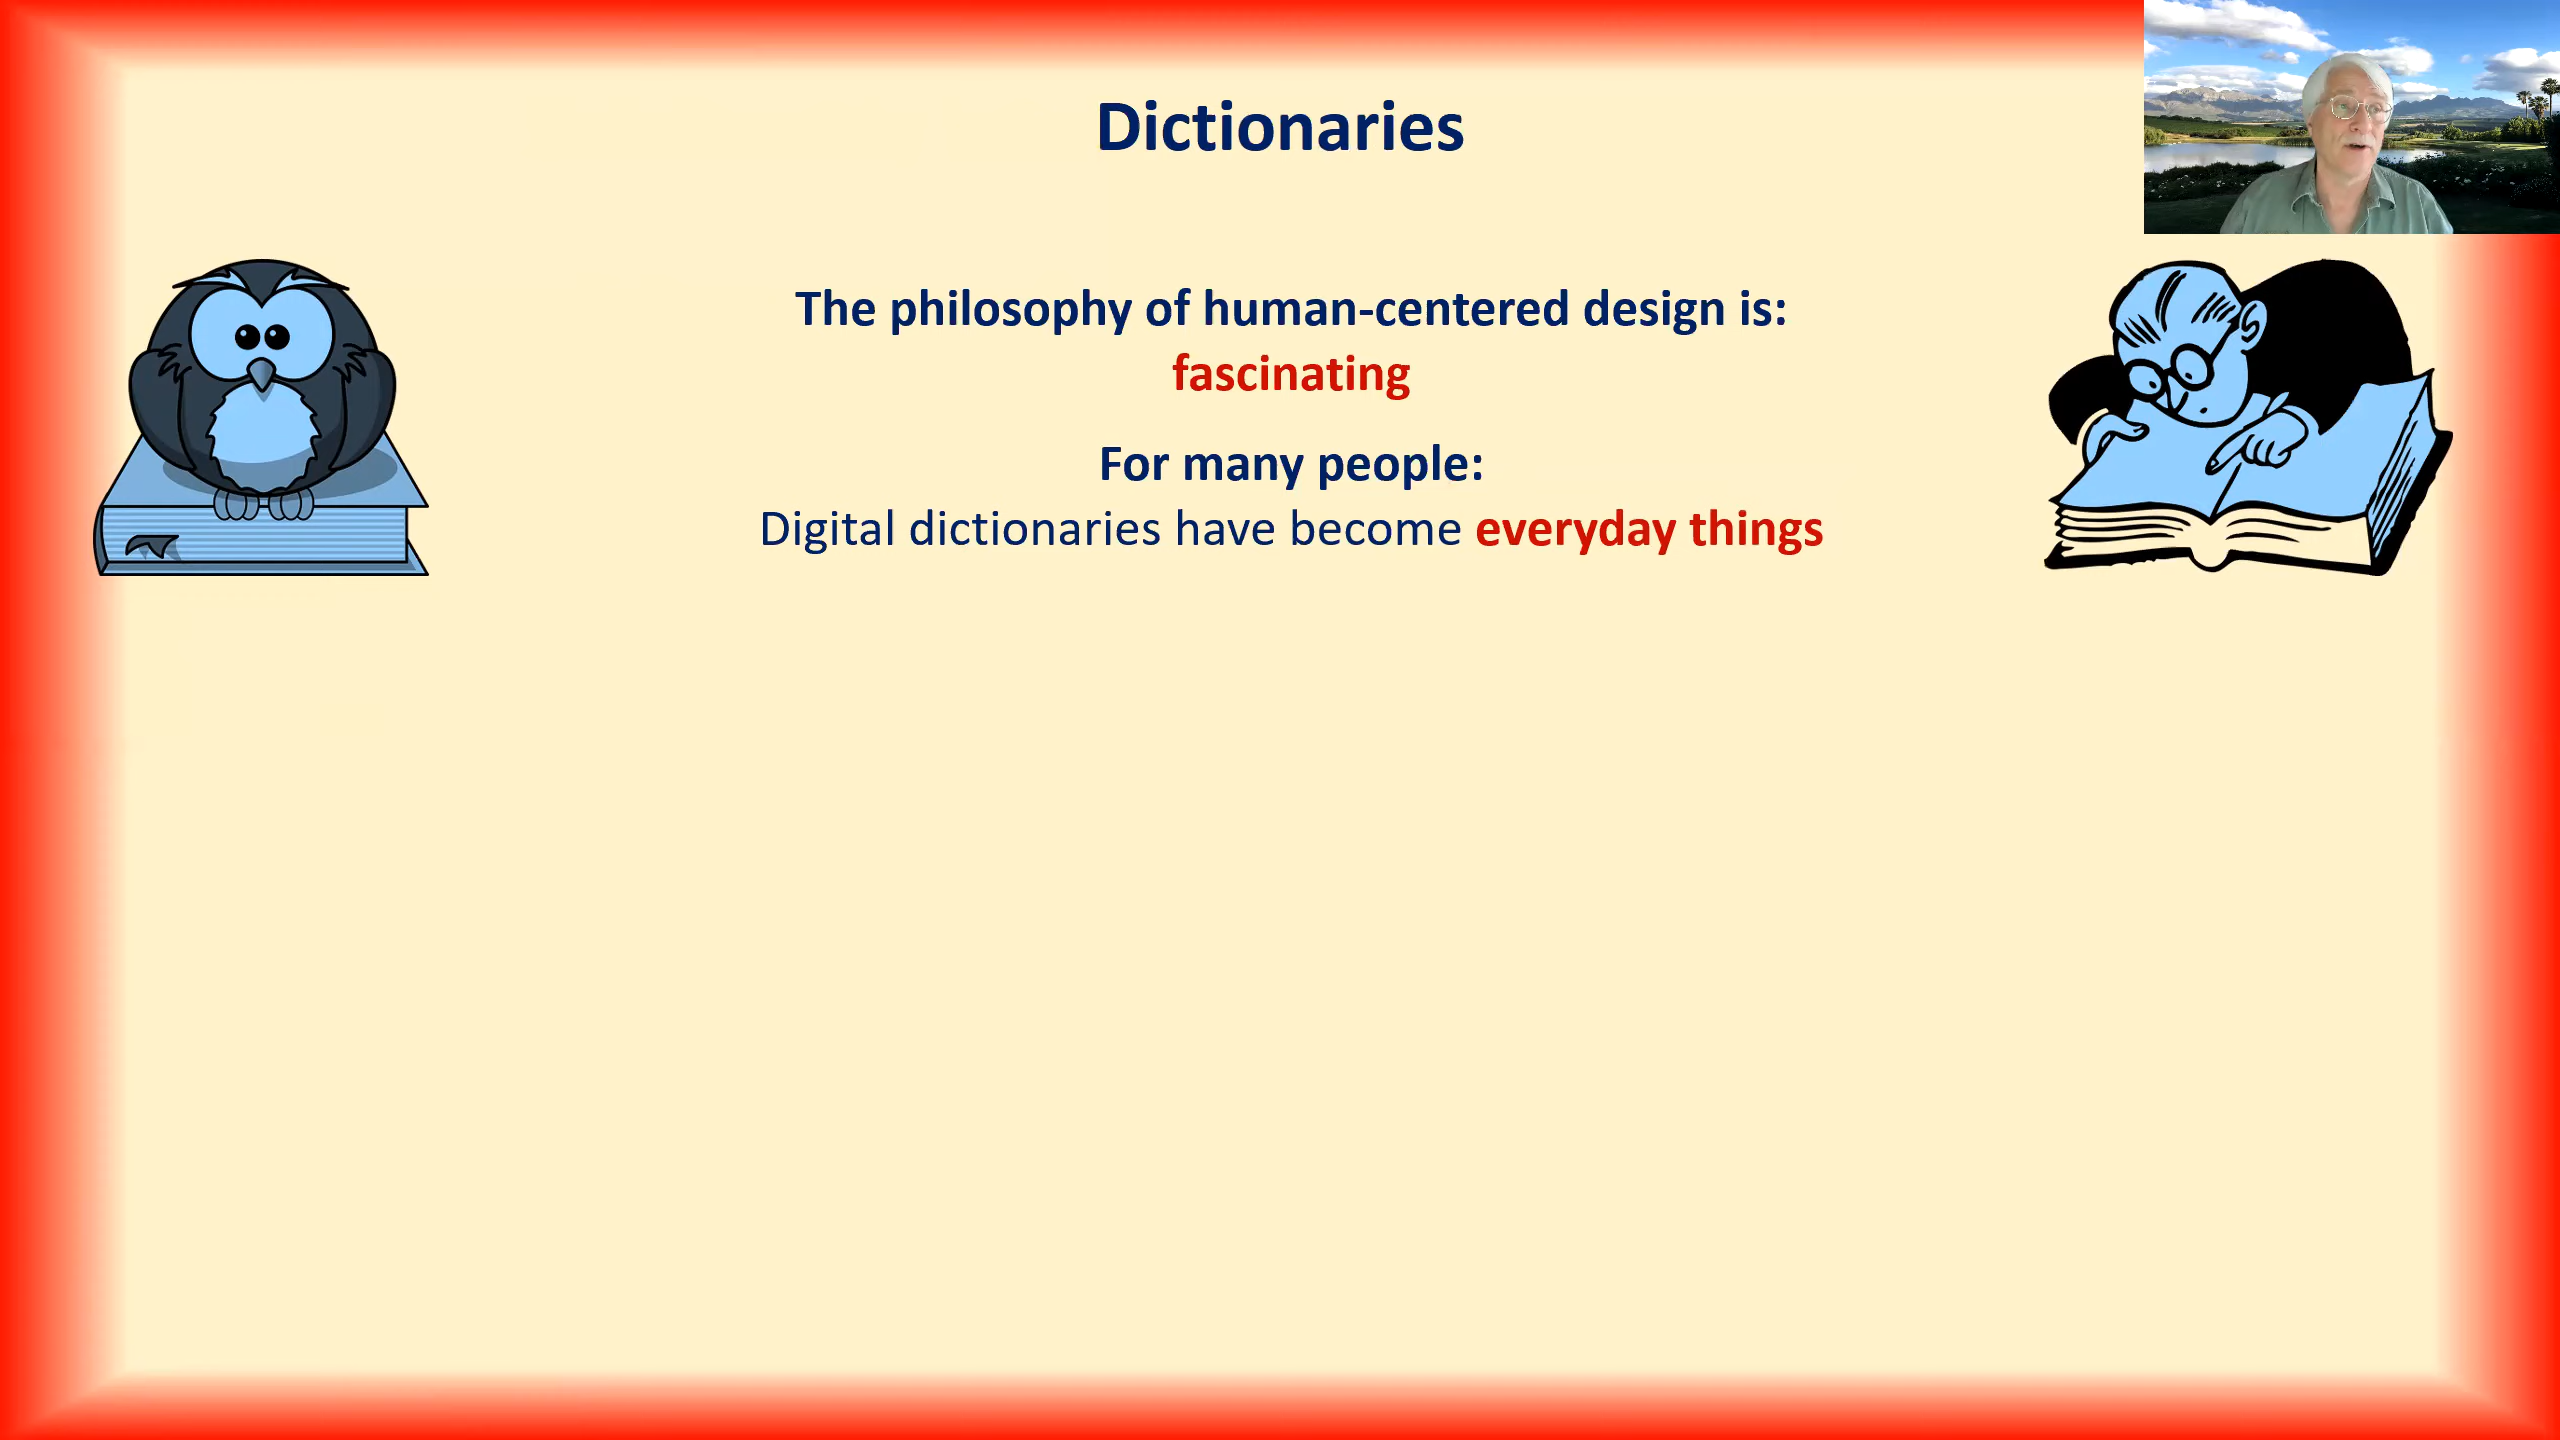 Dictionaries
The philosophy of human-centered design is:
fascinating
For many people:
Digital dictionaries have become everyday things